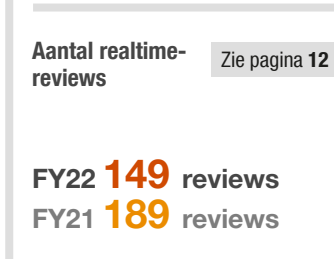 Aantal realtime-
reviews
Zie pagina 12
FY22 149 reviews
FY21 189 reviews